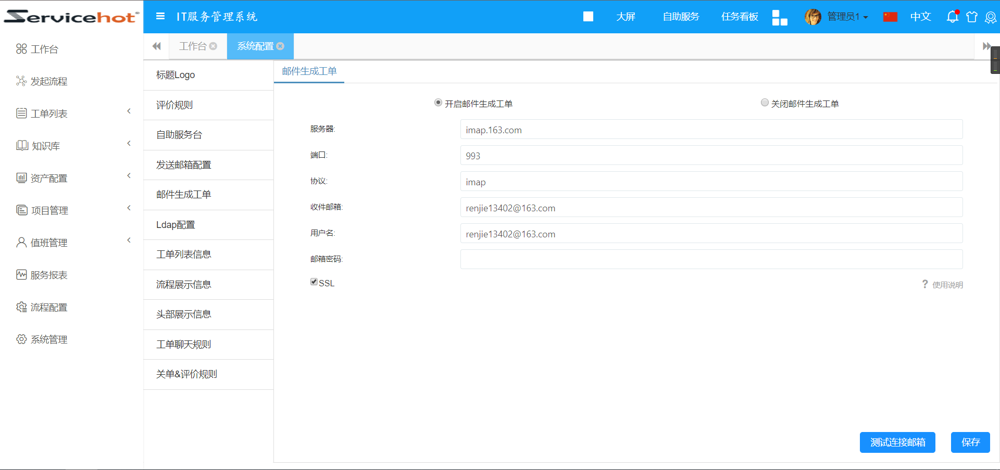 Servicehot®
IT服务管理系统
大屏
自助服务
任务看板
管理员1
中文
工作台
发起流程
工单列表
知识库
资产配置
项目管理
值班管理
服务报表
流程配置
系统管理
工作台
系统配置
标题Logo
评价规则
自助服务台
发送邮箱配置
邮件生成工单
Ldap配置
工单列表信息
流程展示信息
头部展示信息
工单聊天规则
关单&评价规则
邮件生成工单
开启邮件生成工单
关闭邮件生成工单
服务器: imap.163.com
端口: 993
协议: imap
收件邮箱: renjie13402@163.com
用户名: renjie13402@163.com
邮箱密码:
SSL
? 使用说明
测试连接邮箱
保存